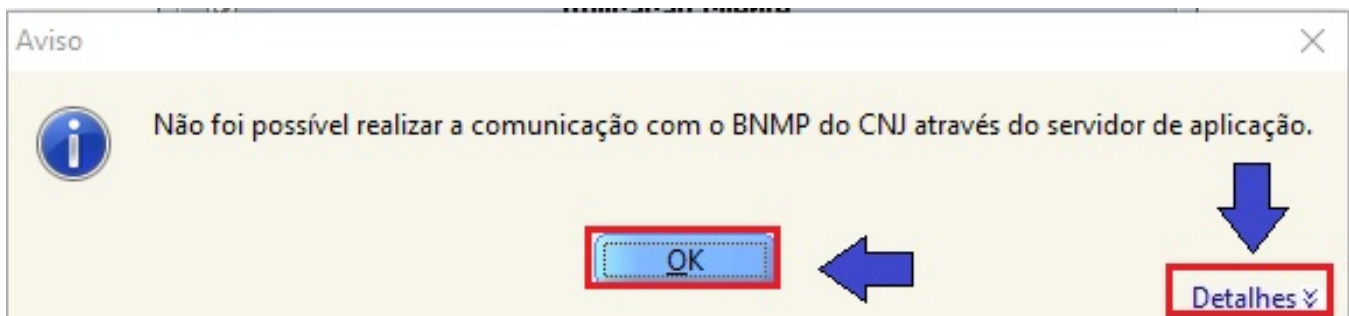 Aviso
Não foi possível realizar a comunicação com o BNMP do CNJ através do servidor de aplicação.
OK
Detalhes